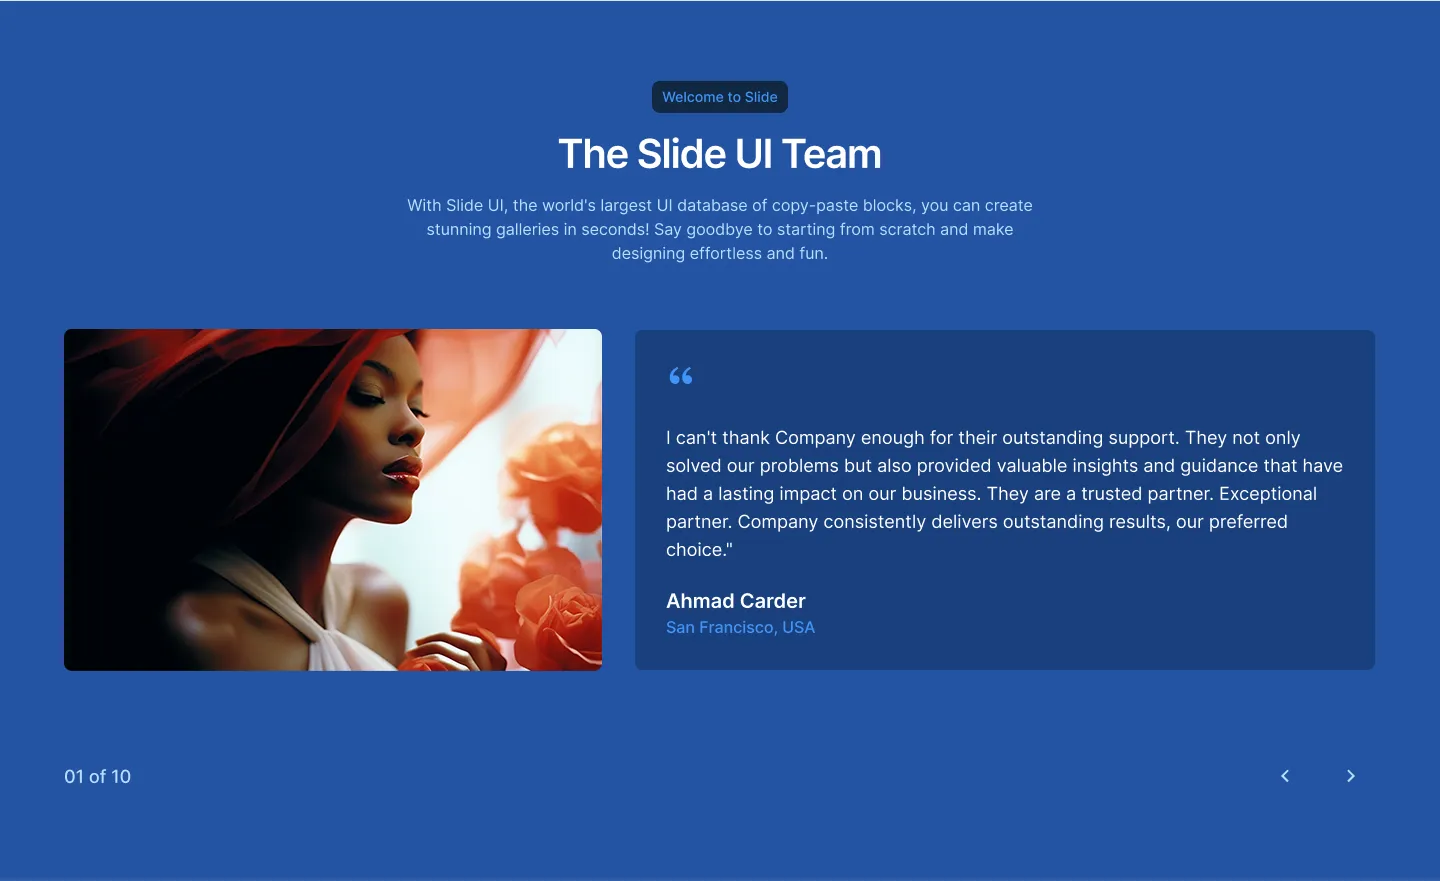 Welcome to Slide
The Slide UI Team
With Slide UI, the world's largest UI database of copy-paste blocks, you can create
stunning galleries in seconds! Say goodbye to starting from scratch and make
designing effortless and fun.
“
I can't thank Company enough for their outstanding support. They not only
solved our problems but also provided valuable insights and guidance that have
had a lasting impact on our business. They are a trusted partner. Exceptional
partner. Company consistently delivers outstanding results, our preferred
choice."
Ahmad Carder
San Francisco, USA
01 of 10